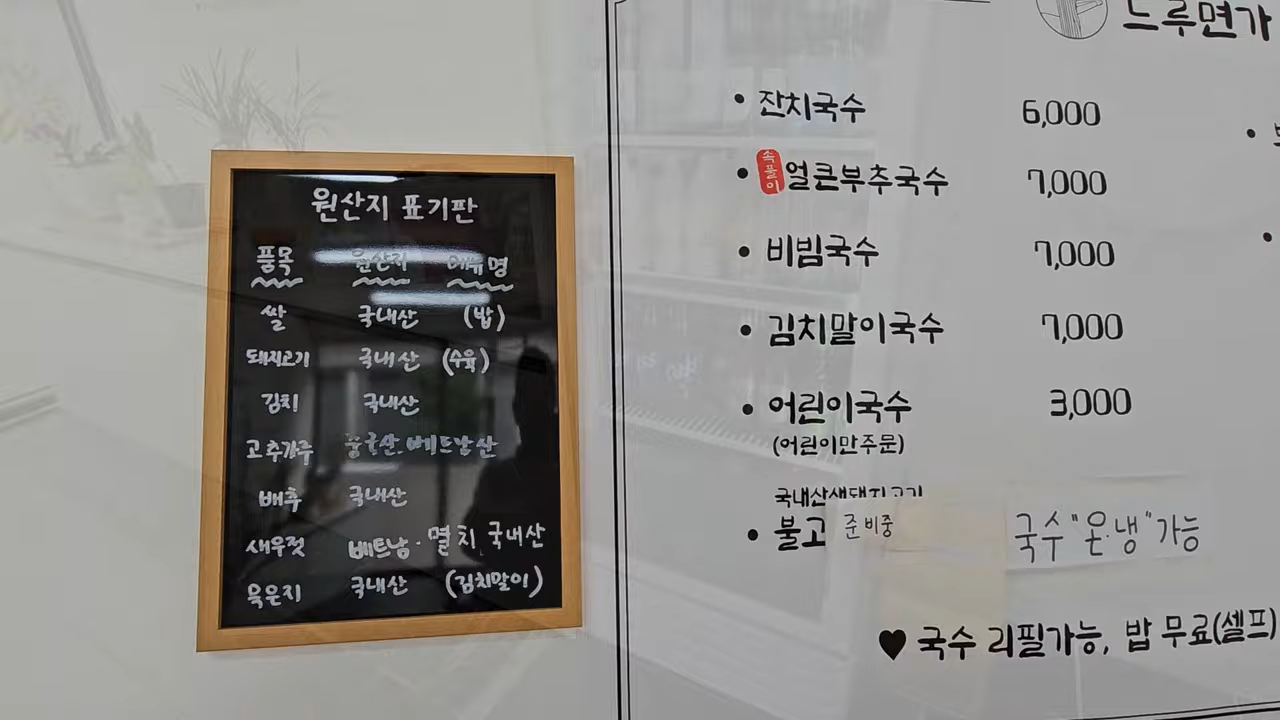 원산지 표기판
품목 원산지 메뉴명
쌀 국내산 (밥)
돼지고기 국내산 (수육)
김치 국내산
고추가루 중국산.베트남산
배추 국내산
새우젓 베트남·멸치 국내산
묵은지 국내산 (김치말이)
느루면가
• 잔치국수 6,000
• 속풀이 얼큰부추국수 7,000
• 비빔국수 7,000
• 김치말이국수 7,000
• 어린이국수 3,000
(어린이만주문)
국내산생돼지고기
• 불고 준비중
국수 "온·냉" 가능
♥ 국수 리필가능, 밥 무료(셀프)